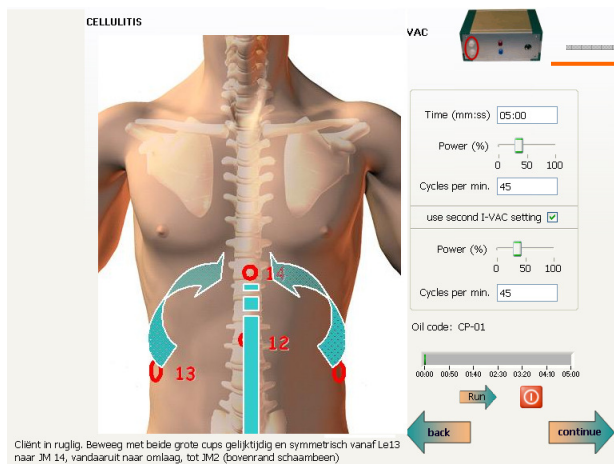 CELLULITIS
VAC
Time (mm:ss) 05:00
Power (%)
0 50 100
Cycles per min. 45
use second I-VAC setting
Power (%)
0 50 100
Cycles per min. 45
Oil code: CP-01
00:00 00:50 01:40 02:30 03:20 04:10 05:00
Run
back continue
14
12
13
Cliënt in ruglig. Beweeg met beide grote cups gelijktijdig en symmetrisch vanaf Le13
naar JM 14, vandaaruit naar omlaag, tot JM2 (bovenrand schaambeen)